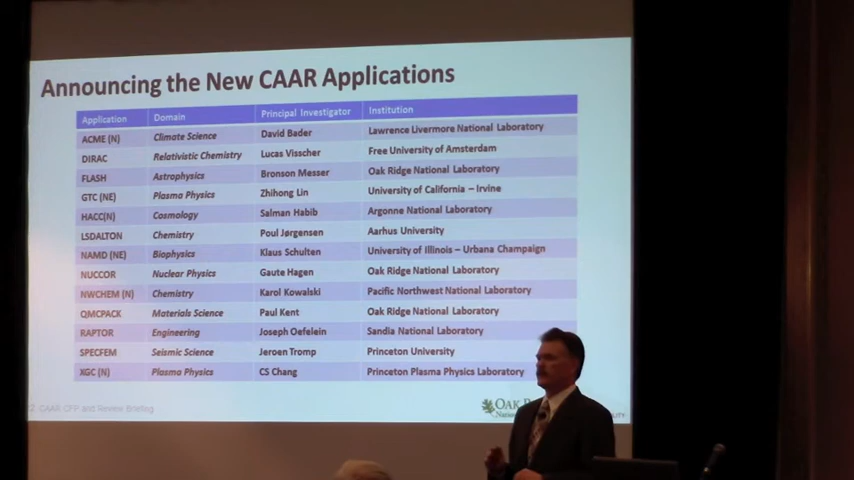 Announcing the New CAAR Applications
Application Domain Principal Investigator Institution
ACME (N) Climate Science David Bader Lawrence Livermore National Laboratory
DIRAC Relativistic Chemistry Lucas Visscher Free University of Amsterdam
FLASH Astrophysics Bronson Messer Oak Ridge National Laboratory
GTC (NE) Plasma Physics Zhihong Lin University of California – Irvine
HACC(N) Cosmology Salman Habib Argonne National Laboratory
LSDALTON Chemistry Poul Jørgensen Aarhus University
NAMD (NE) Biophysics Klaus Schulten University of Illinois – Urbana Champaign
NUCCOR Nuclear Physics Gaute Hagen Oak Ridge National Laboratory
NWCHEM (N) Chemistry Karol Kowalski Pacific Northwest National Laboratory
QMCPACK Materials Science Paul Kent Oak Ridge National Laboratory
RAPTOR Engineering Joseph Oefelein Sandia National Laboratory
SPECFEM Seismic Science Jeroen Tromp Princeton University
XGC (N) Plasma Physics CS Chang Princeton Plasma Physics Laboratory
CAAR CFP and Review Briefing
OAK